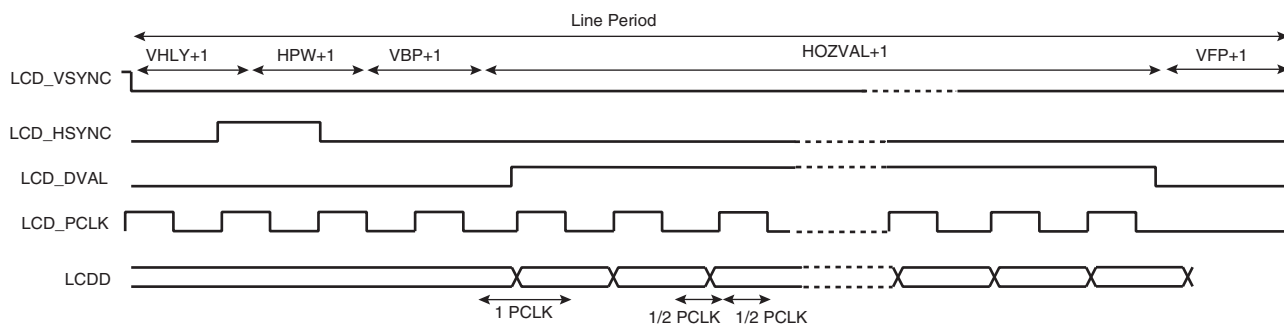 Line Period
VHLY+1 HPW+1 VBP+1 HOZVAL+1 VFP+1
LCD_VSYNC
LCD_HSYNC
LCD_DVAL
LCD_PCLK
LCDD
1 PCLK 1/2 PCLK 1/2 PCLK